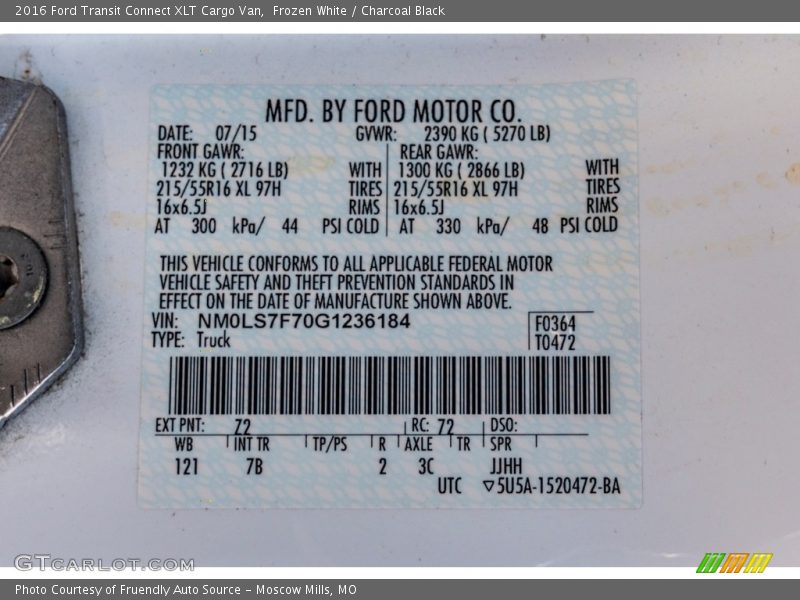 2016 Ford Transit Connect XLT Cargo Van, Frozen White / Charcoal Black
MFD. BY FORD MOTOR CO.
DATE: 07/15 GVWR: 2390 KG ( 5270 LB)
FRONT GAWR: REAR GAWR:
1232 KG ( 2716 LB) WITH 1300 KG ( 2866 LB) WITH
215/55R16 XL 97H TIRES 215/55R16 XL 97H TIRES
16x6.5J RIMS 16x6.5J RIMS
AT 300 kPa/ 44 PSI COLD AT 330 kPa/ 48 PSI COLD
THIS VEHICLE CONFORMS TO ALL APPLICABLE FEDERAL MOTOR
VEHICLE SAFETY AND THEFT PREVENTION STANDARDS IN
EFFECT ON THE DATE OF MANUFACTURE SHOWN ABOVE.
VIN: NM0LS7F70G1236184 F0364
TYPE: Truck T0472
EXT PNT: Z2 RC: 72 DSO:
WB INT TR TP/PS R AXLE TR SPR
121 7B 2 3C JJHH
UTC ▽5U5A-1520472-BA
GTCARLOT.COM
Photo Courtesy of Fruendly Auto Source - Moscow Mills, MO